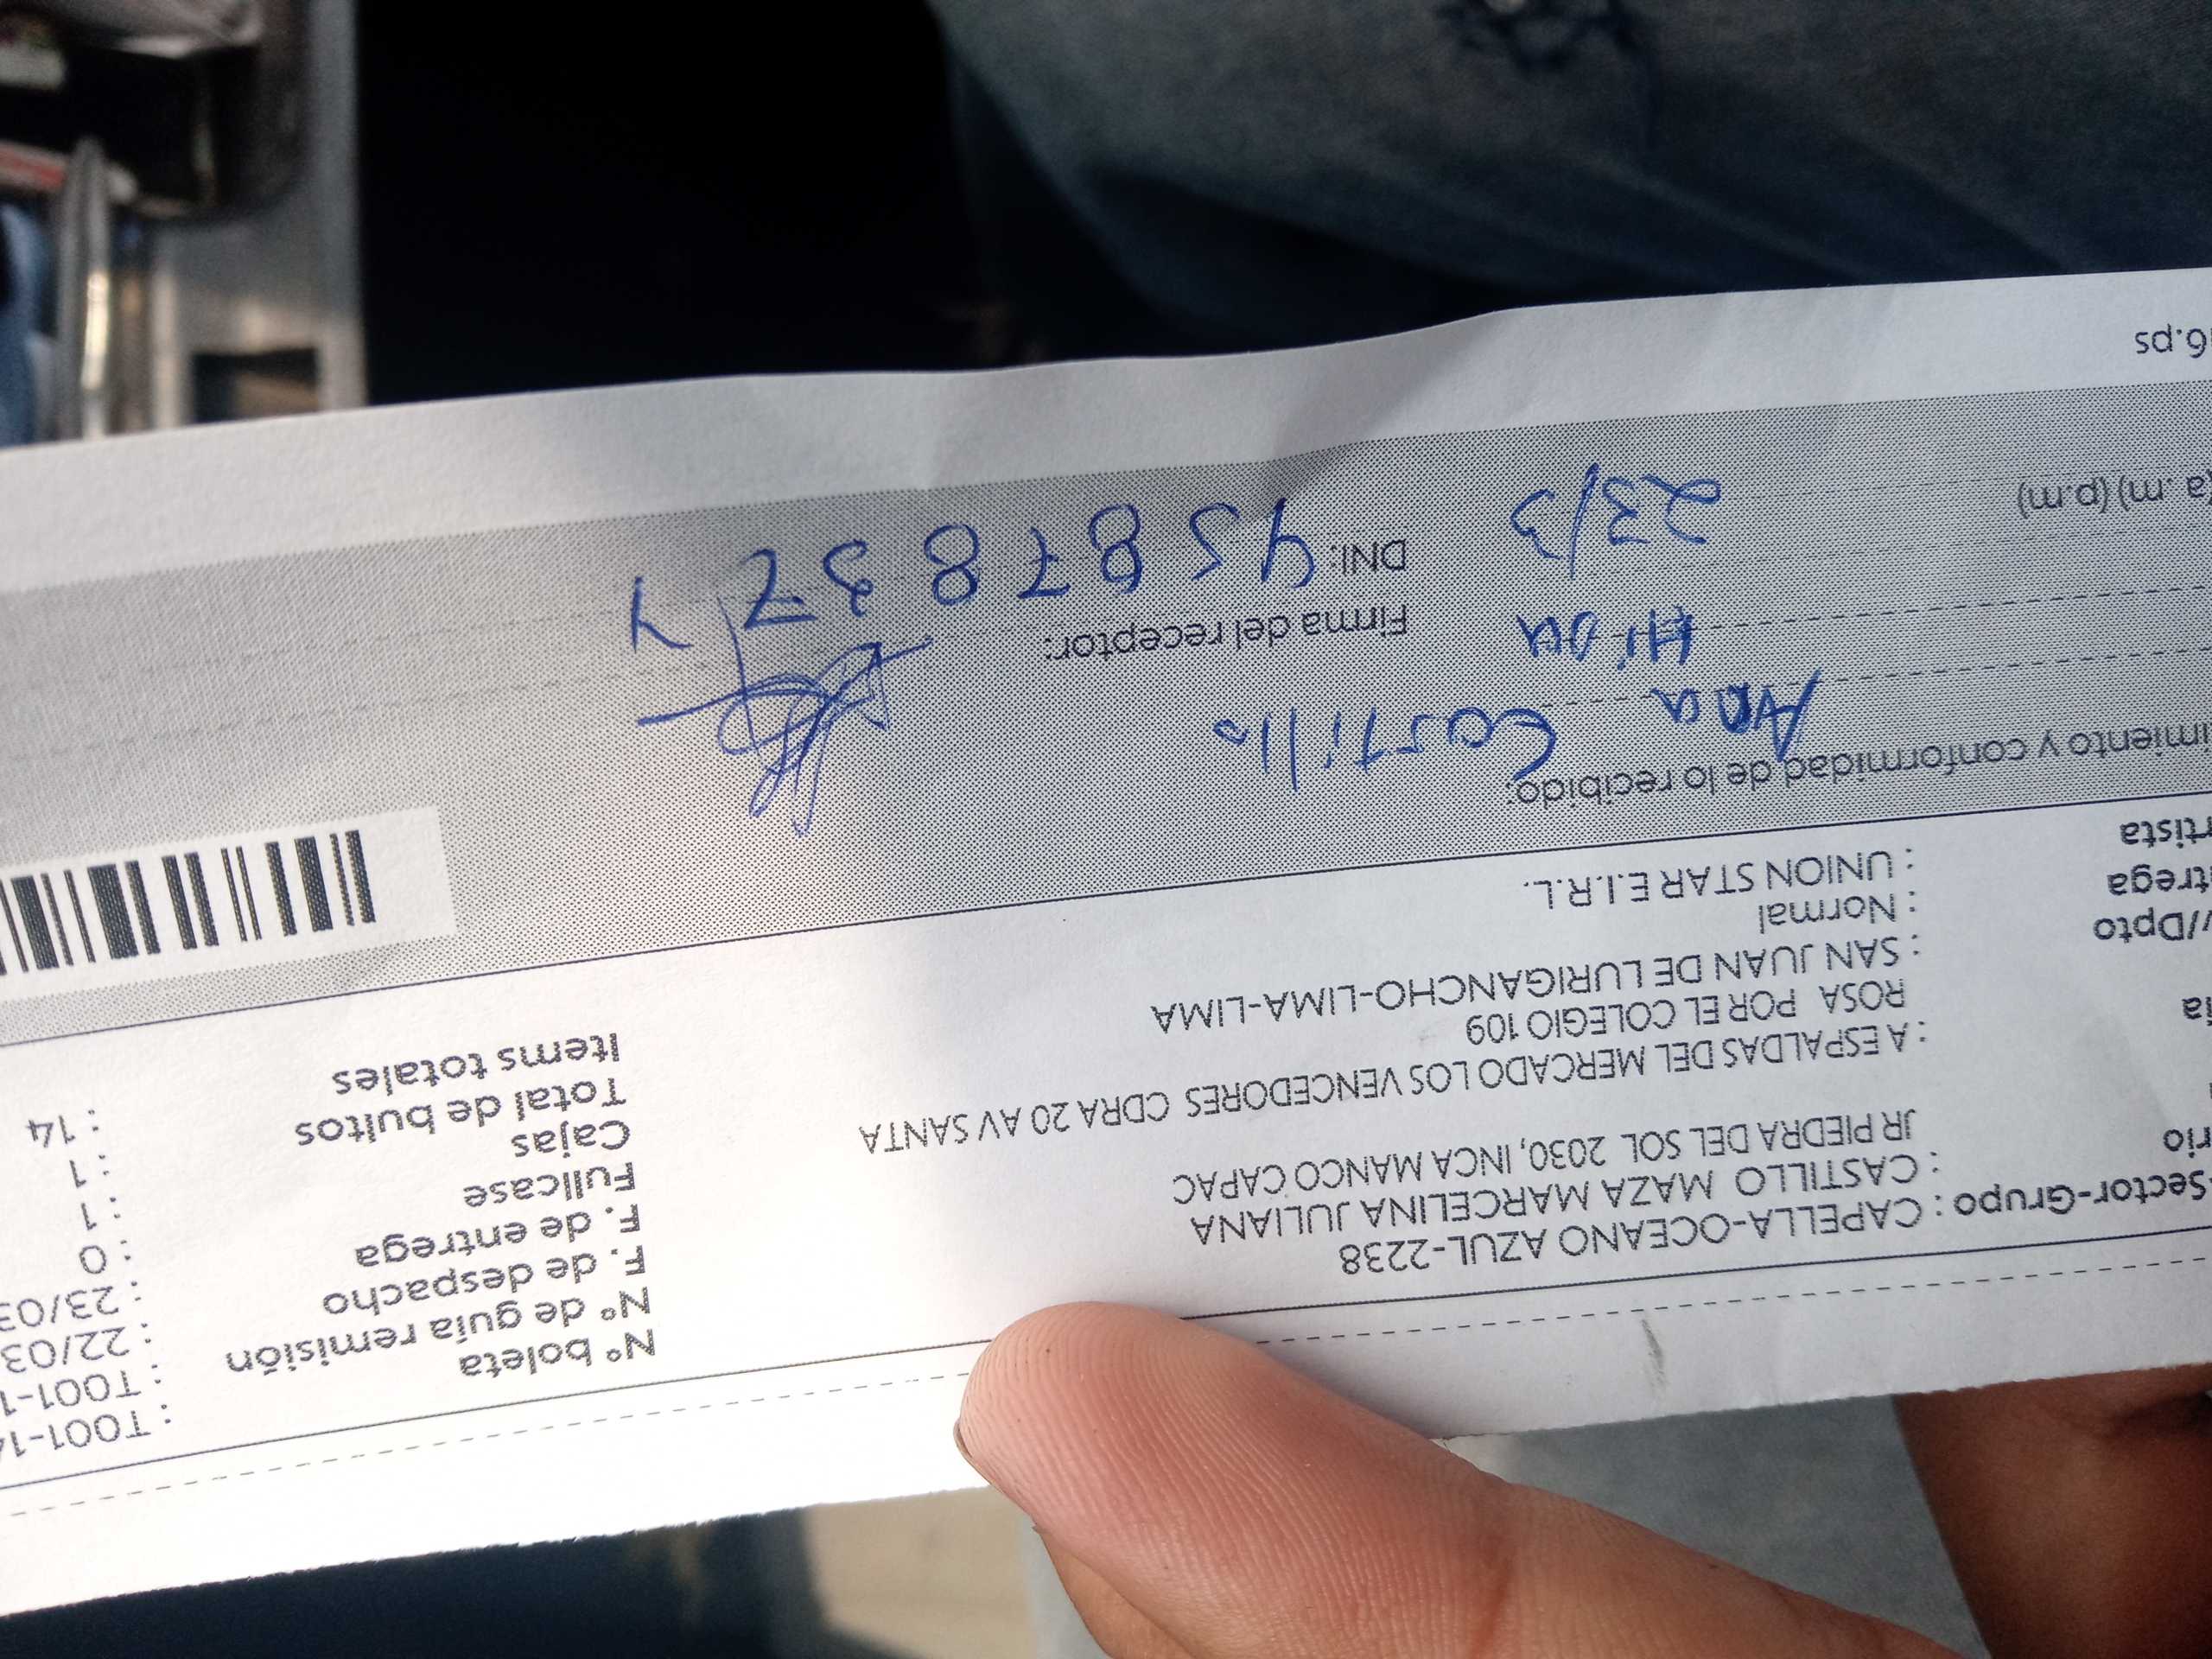 Nº boleta : T001-1
Nº de guía remisión : T001-1
F. de despacho : 22/03
F. de entrega : 23/03
Fullcase : 0
Cajas : 1
Total de bultos : 1
Items totales : 14
Sector-Grupo : CAPELLA-OCEANO AZUL-2238
rio : CASTILLO MAZA MARCELINA JULIANA
JR PIEDRA DEL SOL 2030, INCA MANCO CAPAC
ia : A ESPALDAS DEL MERCADO LOS VENCEDORES CDRA 20 AV SANTA
ROSA POR EL COLEGIO 109
/Dpto : SAN JUAN DE LURIGANCHO-LIMA-LIMA
trega : Normal
rtista : UNION STAR E.I.R.L.
imiento y conformidad de lo recibido:
Ana Castillo
Firma del receptor:
DNI: 45878372
23/3
a .m) (p.m)
6.ps